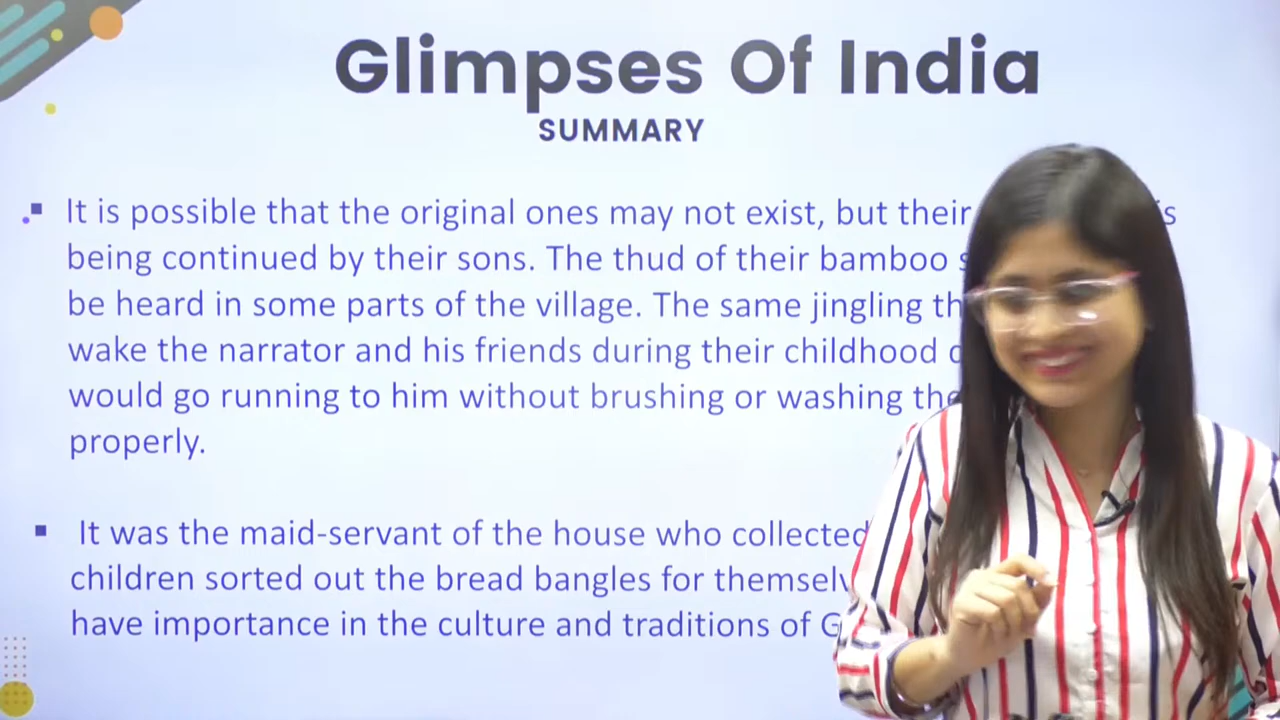 Glimpses Of India
SUMMARY
It is possible that the original ones may not exist, but their
being continued by their sons. The thud of their bamboo
be heard in some parts of the village. The same jingling
wake the narrator and his friends during their childhood
would go running to him without brushing or washing
properly.
It was the maid-servant of the house who collected
children sorted out the bread bangles for
have importance in the culture and traditions of